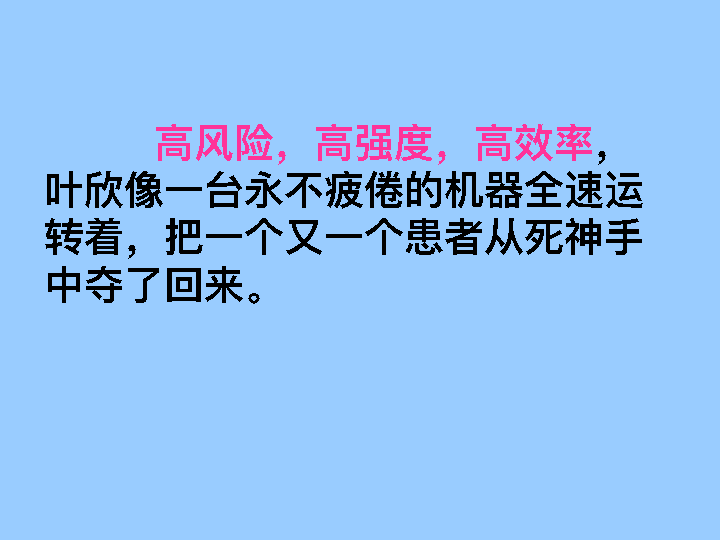 高风险，高强度，高效率，
叶欣像一台永不疲倦的机器全速运
转着，把一个又一个患者从死神手
中夺了回来。